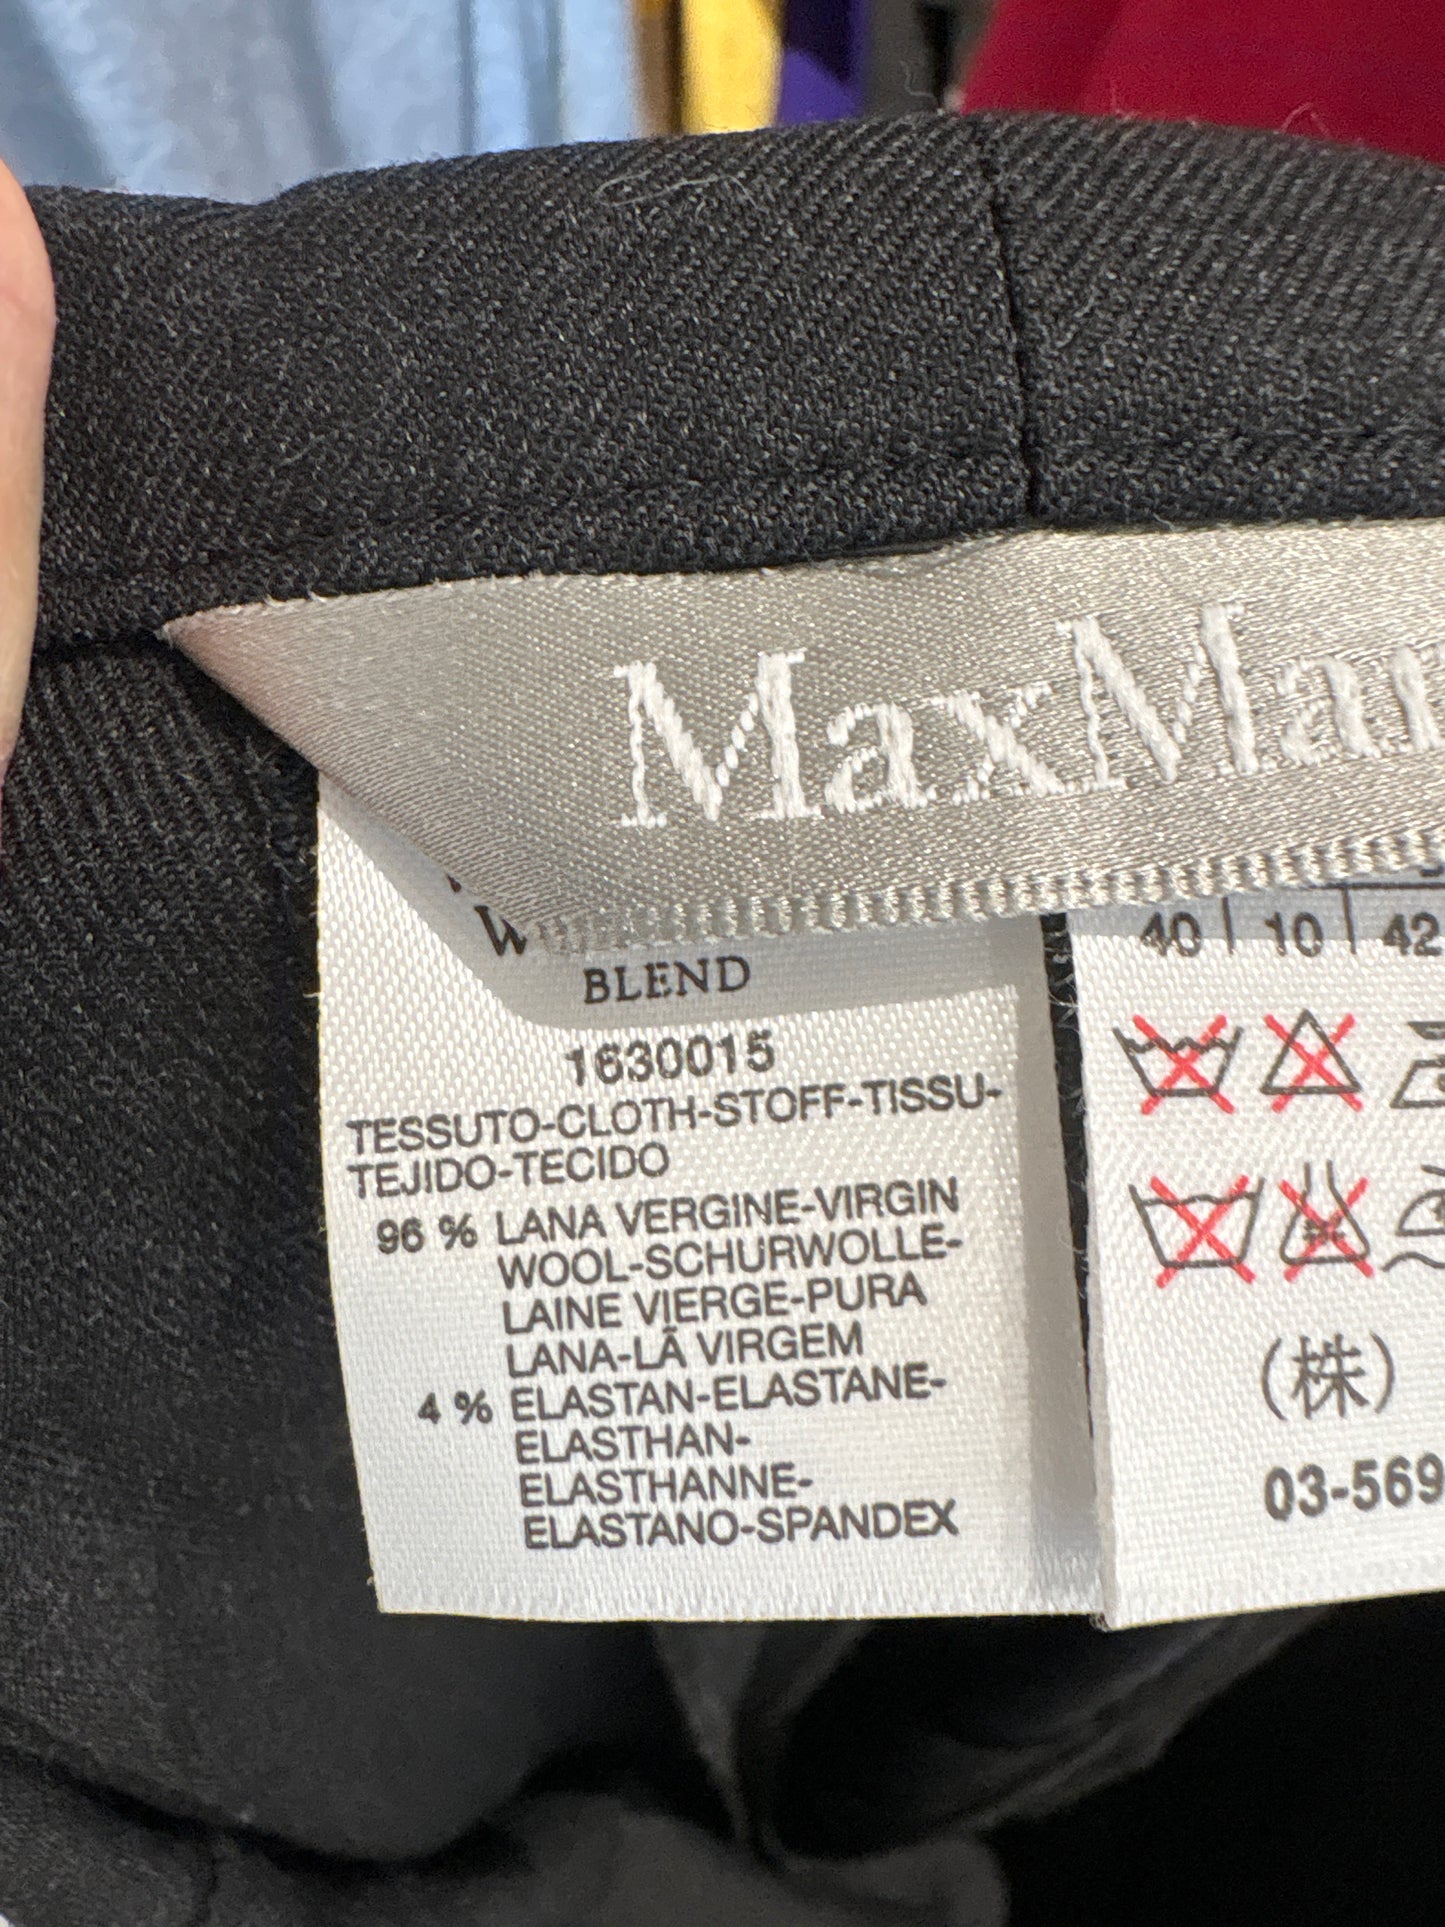 MaxMar
BLEND
1630015
TESSUTO-CLOTH-STOFF-TISSU-
TEJIDO-TECIDO
96 % LANA VERGINE-VIRGIN
WOOL-SCHURWOLLE-
LAINE VIERGE-PURA
LANA-LÃ VIRGEM
4 % ELASTAN-ELASTANE-
ELASTHAN-
ELASTHANNE-
ELASTANO-SPANDEX
40 | 10 | 42
(株)
03-569